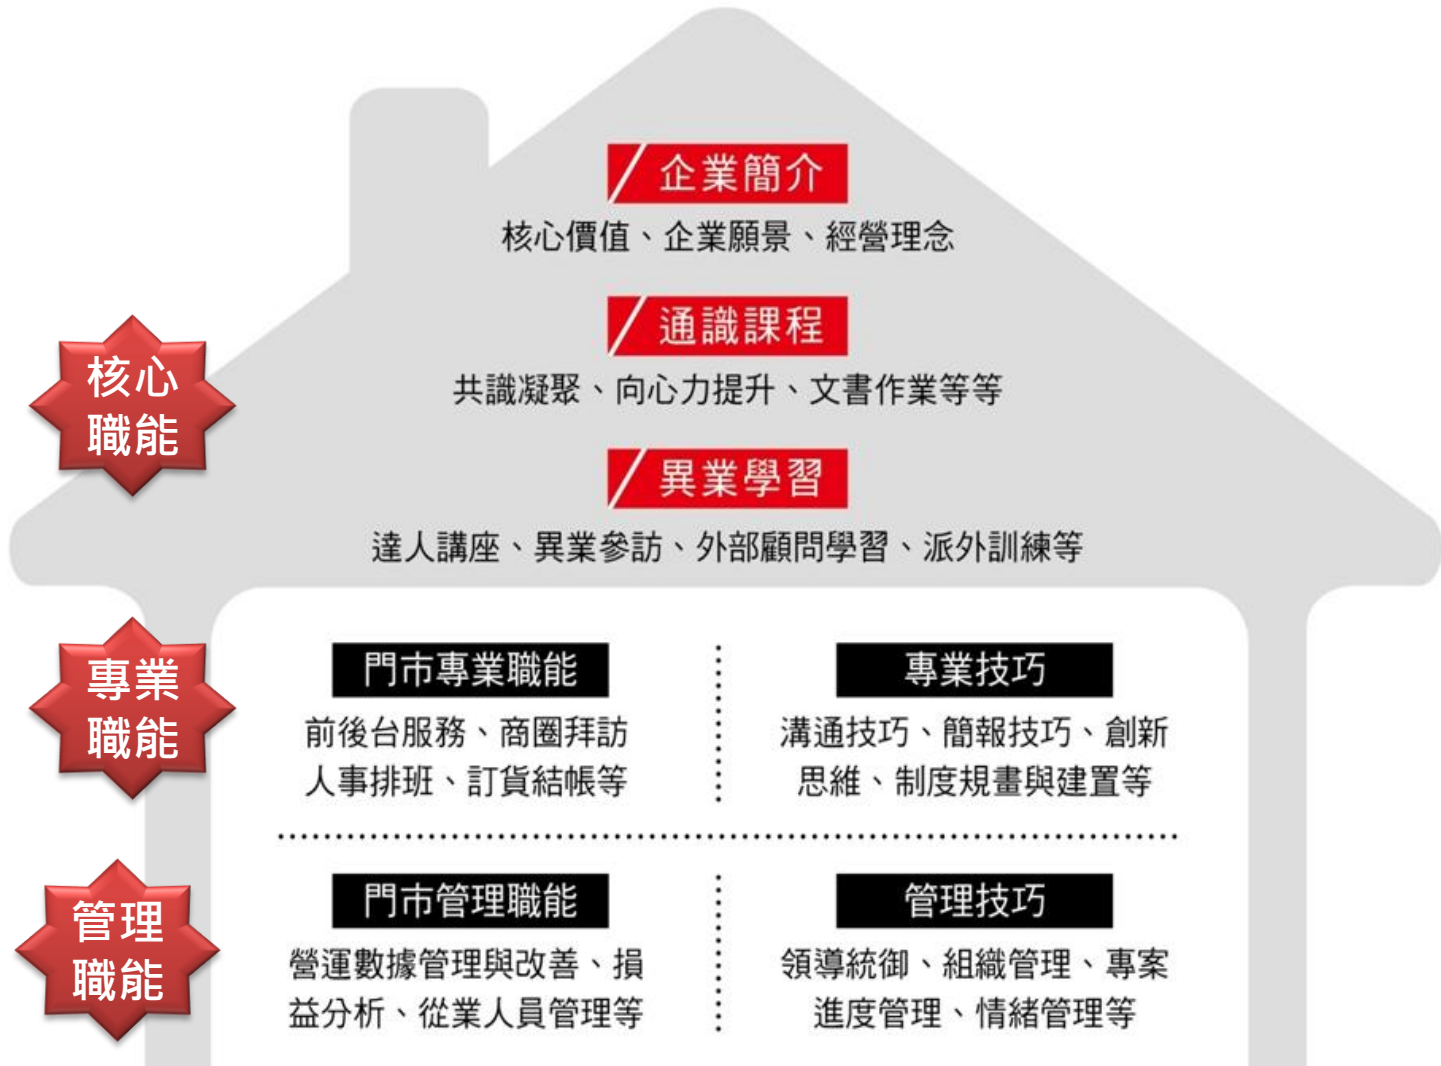 企業簡介
核心價值、企業願景、經營理念
通識課程
共識凝聚、向心力提升、文書作業等等
異業學習
達人講座、異業參訪、外部顧問學習、派外訓練等
核心
職能
專業
職能
門市專業職能
前後台服務、商圈拜訪
人事排班、訂貨結帳等
專業技巧
溝通技巧、簡報技巧、創新
思維、制度規畫與建置等
管理
職能
門市管理職能
營運數據管理與改善、損
益分析、從業人員管理等
管理技巧
領導統御、組織管理、專案
進度管理、情緒管理等